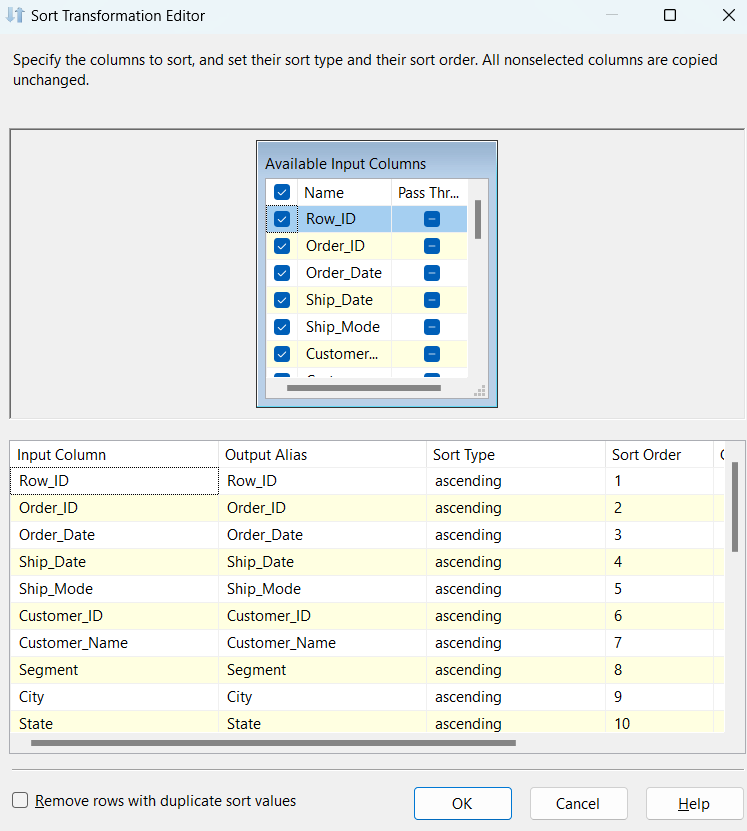 Sort Transformation Editor
Specify the columns to sort, and set their sort type and their sort order. All nonselected columns are copied
unchanged.
Available Input Columns
Name Pass Thr...
Row_ID
Order_ID
Order_Date
Ship_Date
Ship_Mode
Customer...
Input Column Output Alias Sort Type Sort Order
Row_ID Row_ID ascending 1
Order_ID Order_ID ascending 2
Order_Date Order_Date ascending 3
Ship_Date Ship_Date ascending 4
Ship_Mode Ship_Mode ascending 5
Customer_ID Customer_ID ascending 6
Customer_Name Customer_Name ascending 7
Segment Segment ascending 8
City City ascending 9
State State ascending 10
Remove rows with duplicate sort values
OK Cancel Help